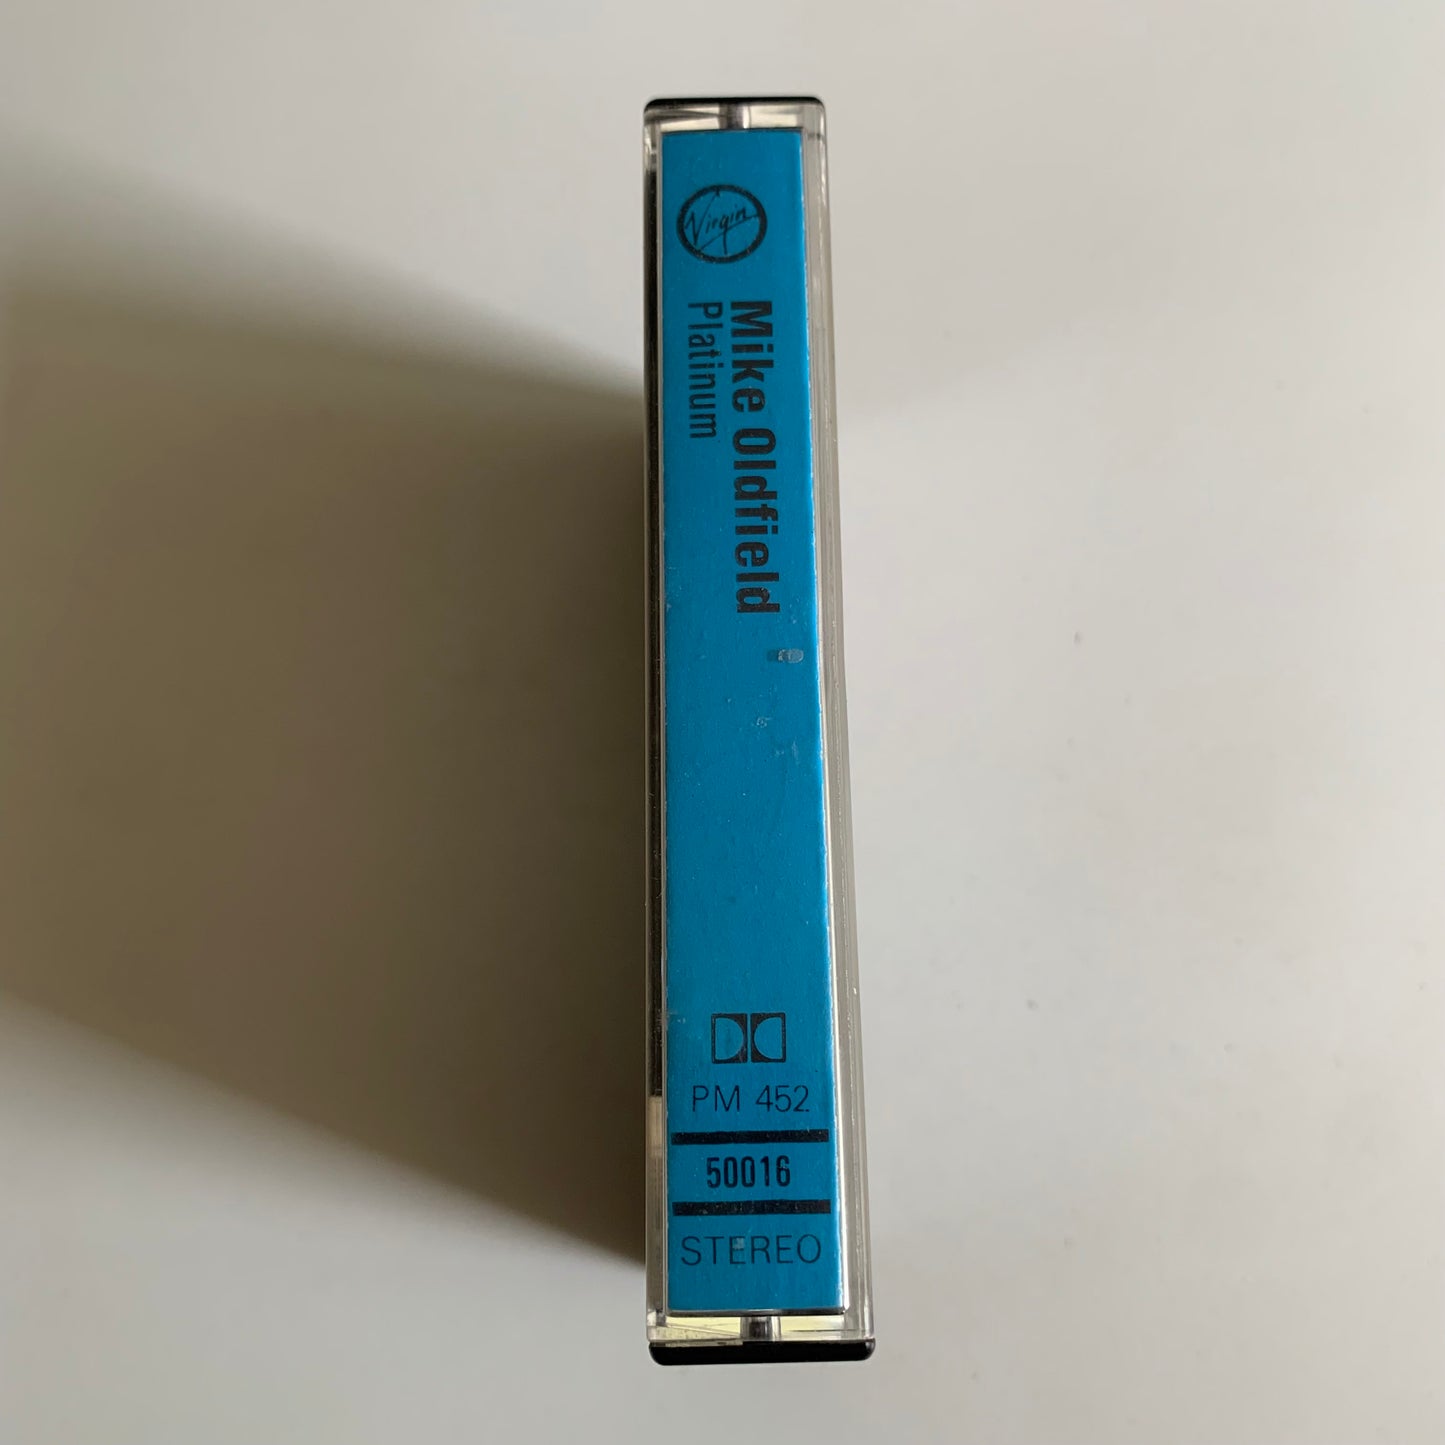 Virgin
Mike Oldfield
Platinum
PM 452
50016
STEREO